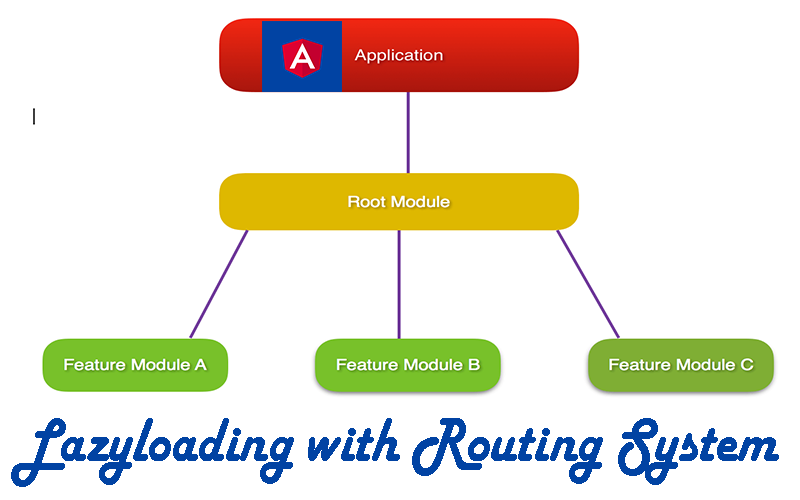 A Application
Root Module
Feature Module A
Feature Module B
Feature Module C
Lazyloading with Routing System